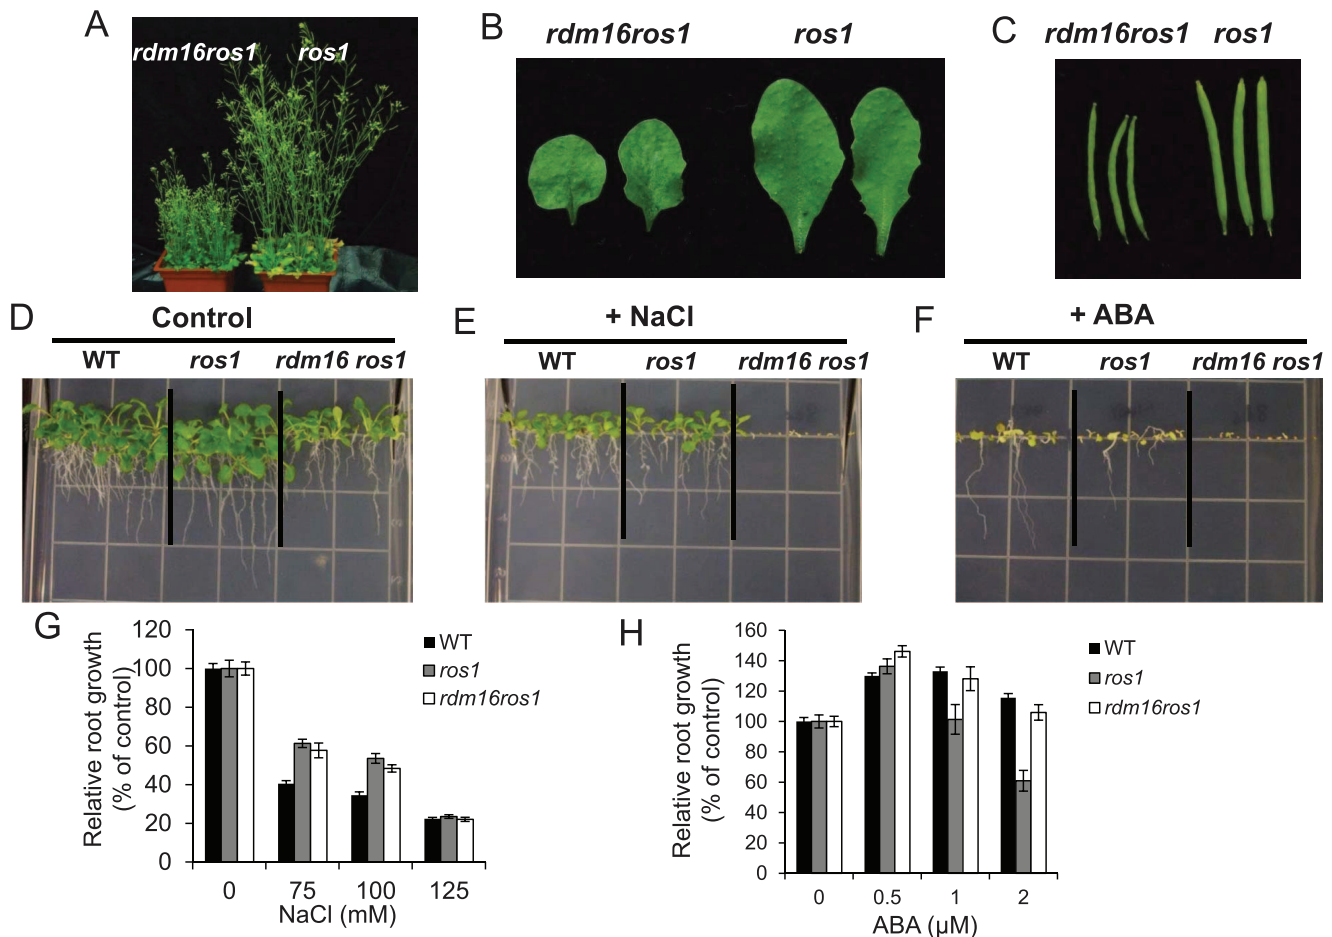 A
rdm16ros1 ros1
B
rdm16ros1 ros1
C
rdm16ros1 ros1
D
Control
WT ros1 rdm16 ros1
E
+ NaCl
WT ros1 rdm16 ros1
F
+ ABA
WT ros1 rdm16 ros1
G
Relative root growth
(% of control)
120
100
80
60
40
20
0
0 75 100 125
NaCl (mM)
WT
ros1
rdm16ros1
H
Relative root growth
(% of control)
160
140
120
100
80
60
40
20
0
0 0.5 1 2
ABA (µM)
WT
ros1
rdm16ros1